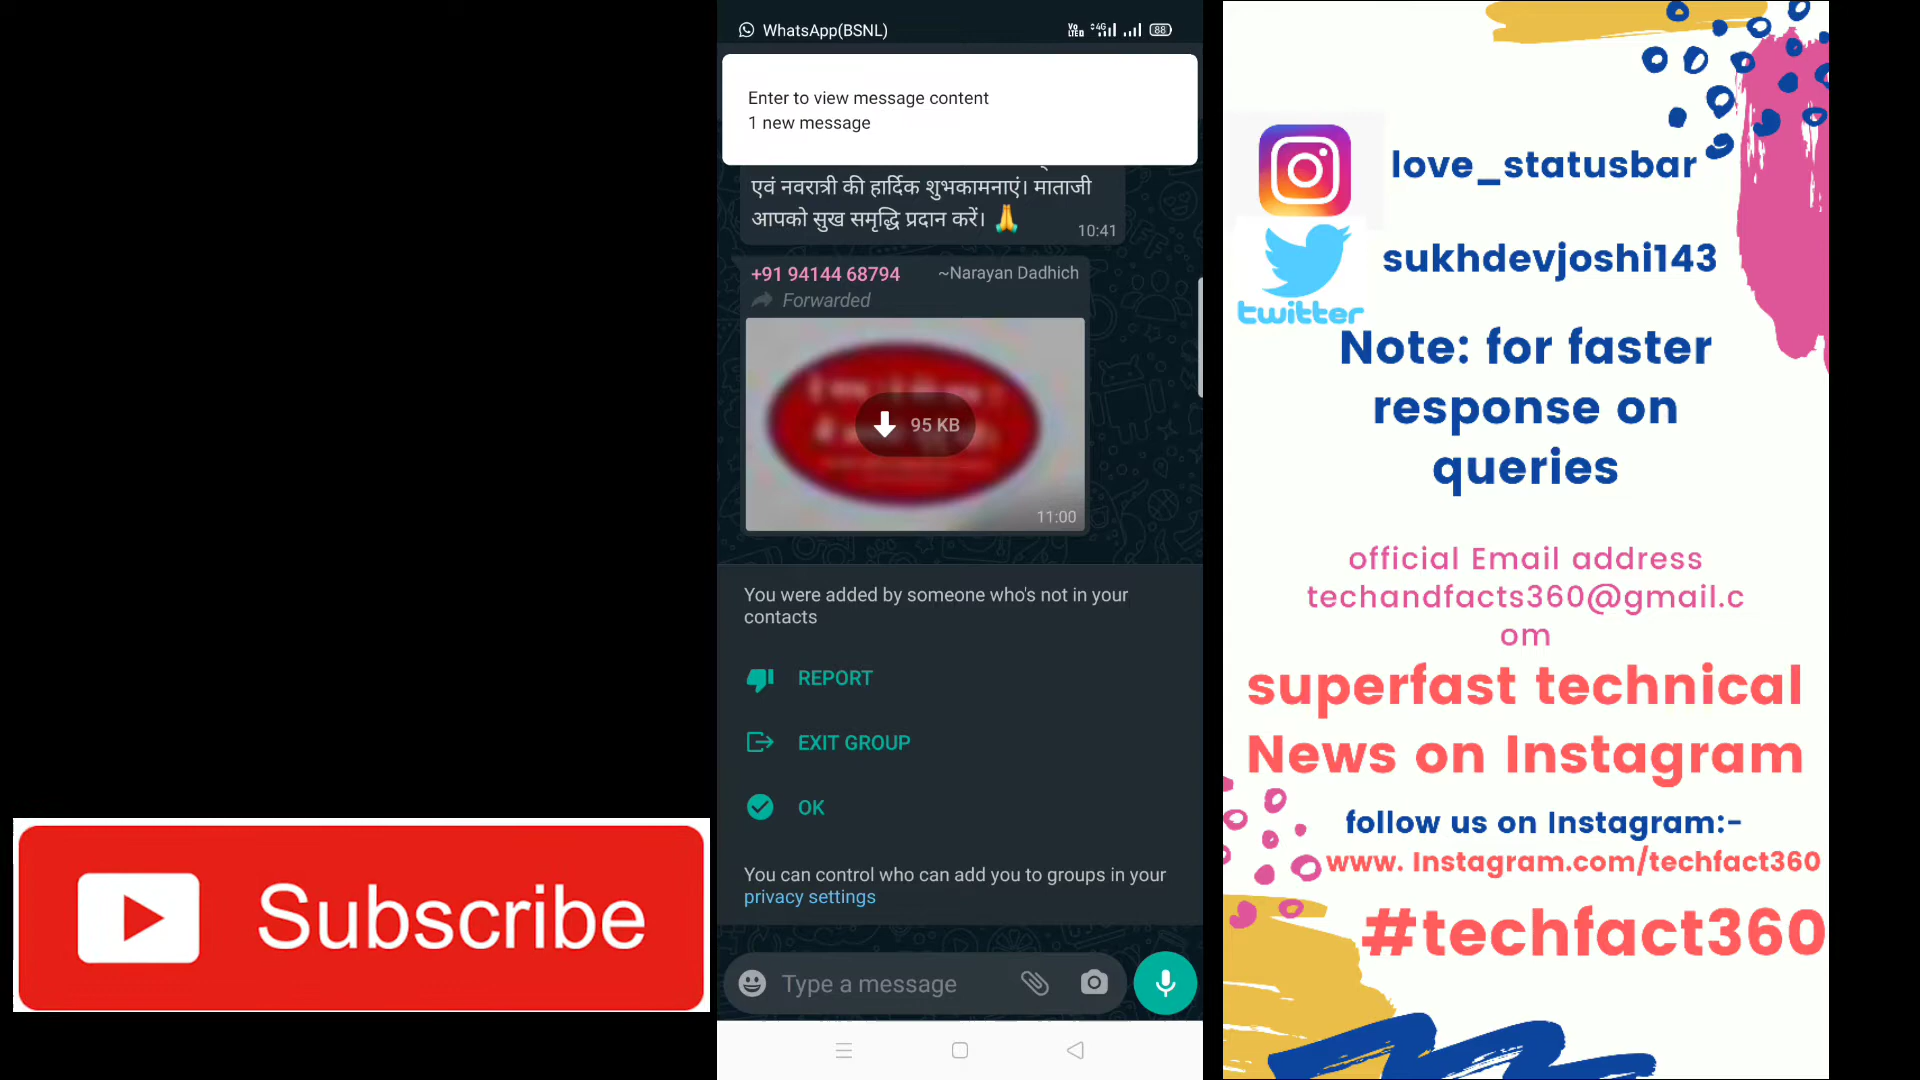 WhatsApp(BSNL)
88
Enter to view message content
1 new message
एवं नवरात्री की हार्दिक शुभकामनाएं। माताजी
आपको सुख समृद्धि प्रदान करें। 🙏
10:41
+91 94144 68794 ~Narayan Dadhich
Forwarded
95 KB
11:00
You were added by someone who's not in your
contacts
REPORT
EXIT GROUP
OK
You can control who can add you to groups in your
privacy settings
Type a message
Subscribe
love_statusbar
sukhdevjoshi143
twitter
Note: for faster
response on
queries
official Email address
techandfacts360@gmail.c
om
superfast technical
News on Instagram
follow us on Instagram:-
www. Instagram.com/techfact360
#techfact360